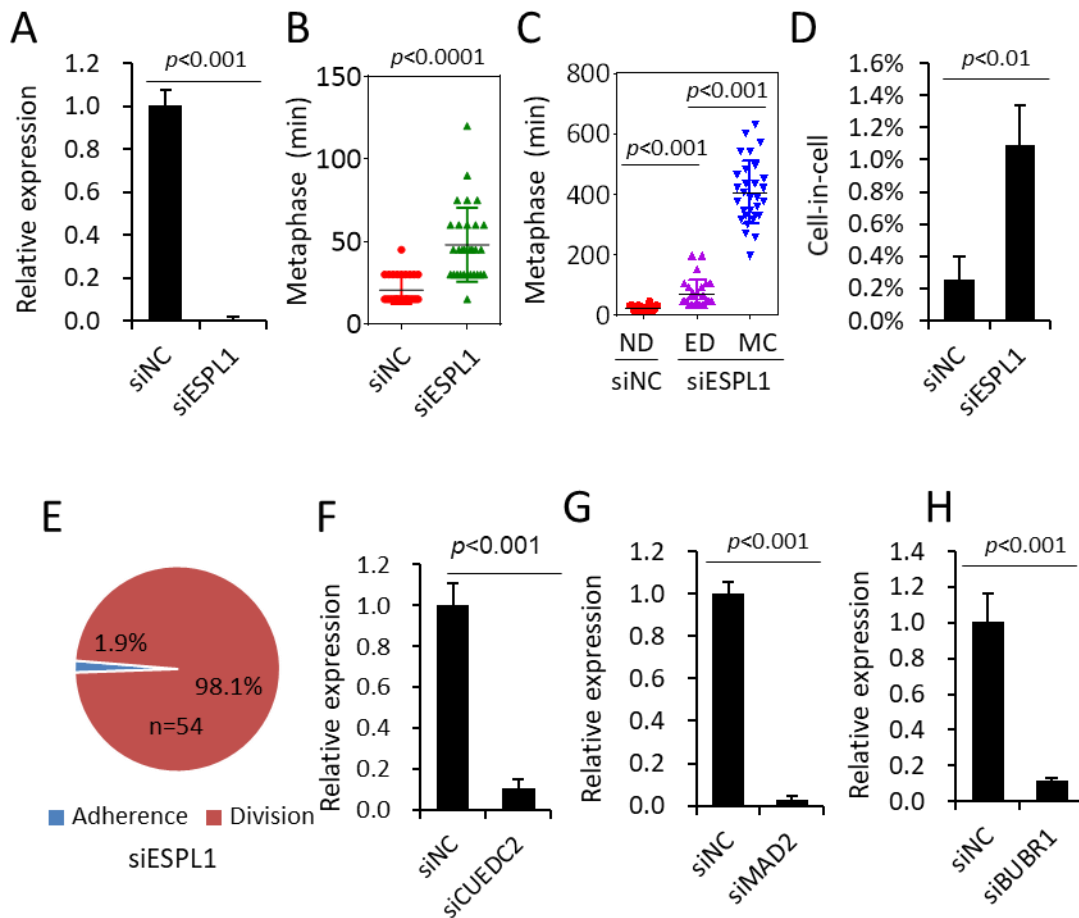 A
p<0.001
Relative expression
1.2
1.0
0.8
0.6
0.4
0.2
0.0
siNC
siESPL1
B
p<0.0001
Metaphase (min)
150
100
50
0
siNC
siESPL1
C
p<0.001
p<0.001
Metaphase (min)
800
600
400
200
0
ND
ED
MC
siNC
siESPL1
D
p<0.01
Cell-in-cell
1.6%
1.4%
1.2%
1.0%
0.8%
0.6%
0.4%
0.2%
0.0%
siNC
siESPL1
E
1.9%
98.1%
n=54
Adherence
Division
siESPL1
F
p<0.001
Relative expression
1.2
1.0
0.8
0.6
0.4
0.2
0.0
siNC
siCUEDC2
G
p<0.001
Relative expression
1.2
1.0
0.8
0.6
0.4
0.2
0.0
siNC
siMAD2
H
p<0.001
Relative expression
1.4
1.2
1.0
0.8
0.6
0.4
0.2
0.0
siNC
siBUBR1